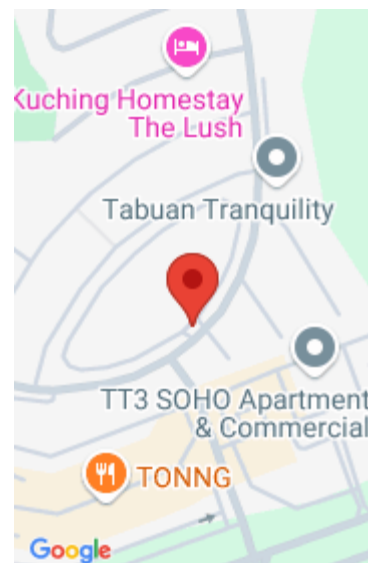 Kuching Homestay
The Lush
Tabuan Tranquility
TT3 SOHO Apartment
& Commercial
TONNG
Google